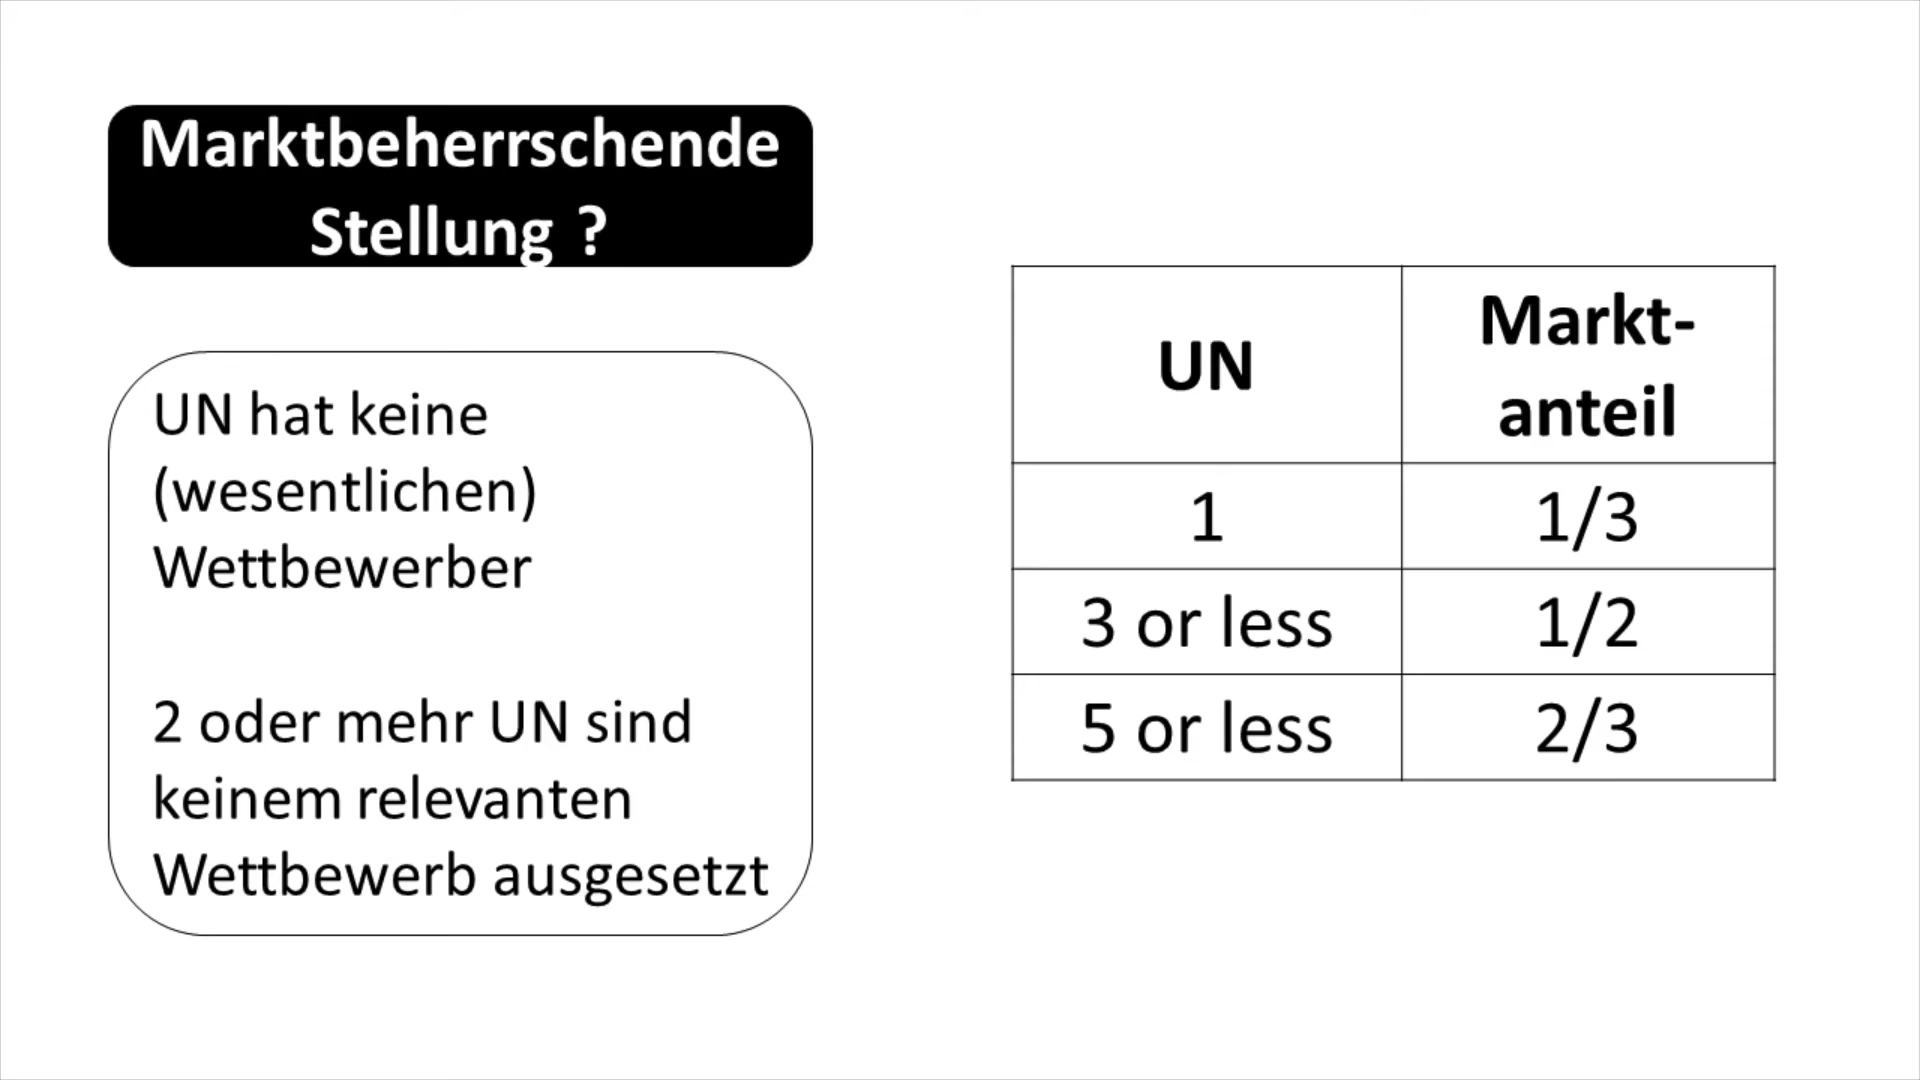 Marktbeherrschende
Stellung ?
UN hat keine
(wesentlichen)
Wettbewerber
2 oder mehr UN sind
keinem relevanten
Wettbewerb ausgesetzt
UN
Markt-
anteil
1
1/3
3 or less
1/2
5 or less
2/3